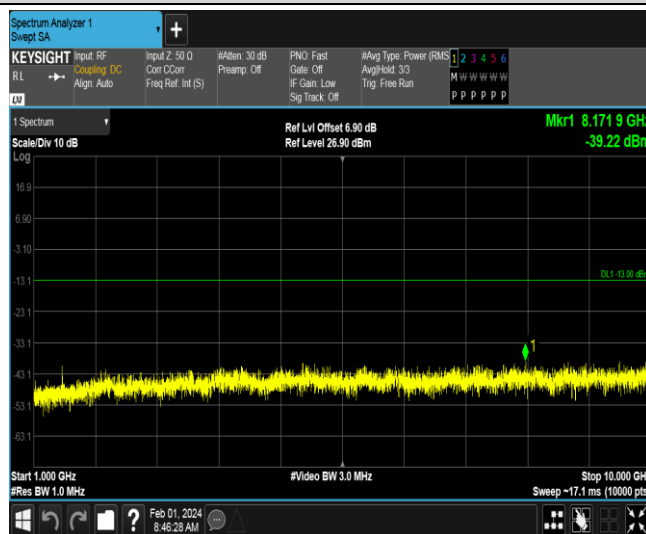 Spectrum Analyzer 1
Swept SA
KEYSIGHT
RL
LXI
Input: RF
Coupling: DC
Align: Auto
Input Z: 50 Ω
Corr CCorr
Freq Ref: Int (S)
#Atten: 30 dB
Preamp: Off
PNO: Fast
Gate: Off
IF Gain: Low
Sig Track: Off
#Avg Type: Power (RMS
Avg|Hold: 3/3
Trig: Free Run
1 2 3 4 5 6
M W W W W W
P P P P P P
1 Spectrum
Scale/Div 10 dB
Log
Ref Lvl Offset 6.90 dB
Ref Level 26.90 dBm
Mkr1 8.171 9 GHz
-39.22 dBm
16.9
6.90
-3.10
-13.1
-23.1
-33.1
-43.1
-53.1
-63.1
DL1 -13.00 dBm
1
Start 1.000 GHz
#Res BW 1.0 MHz
#Video BW 3.0 MHz
Stop 10.000 GHz
Sweep ~17.1 ms (10000 pts
?
Feb 01, 2024
8:46:28 AM